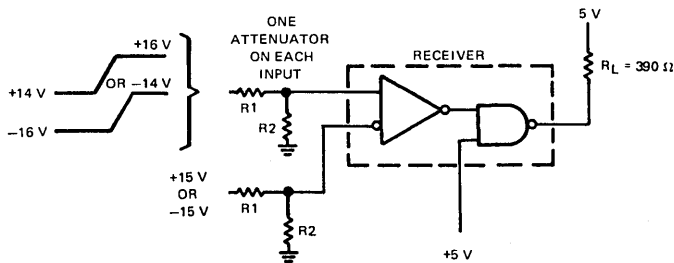 ONE
ATTENUATOR
ON EACH
INPUT
+16 V
+14 V
OR −14 V
−16 V
R1
R2
+15 V
OR
−15 V
R1
R2
RECEIVER
5 V
RL = 390 Ω
+5 V